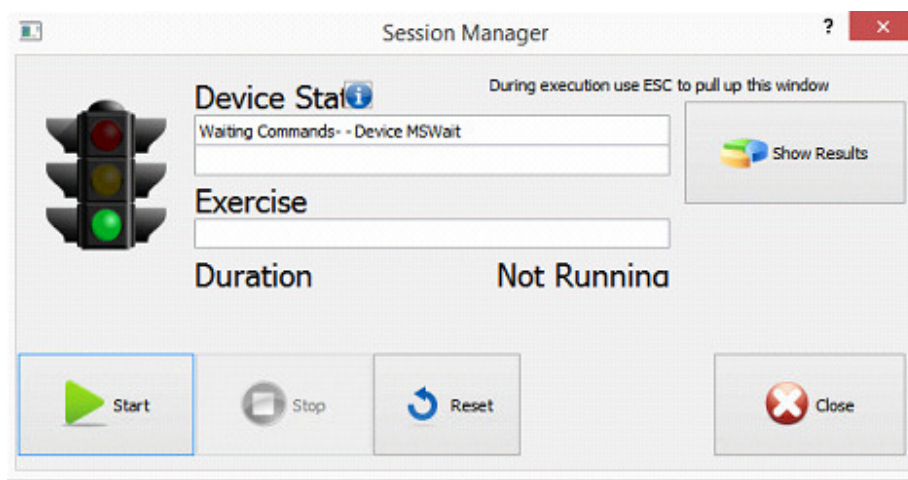 Session Manager
?
During execution use ESC to pull up this window
Device Stat
Waiting Commands- - Device MSWait
Show Results
Exercise
Duration Not Running
Start Stop Reset Close